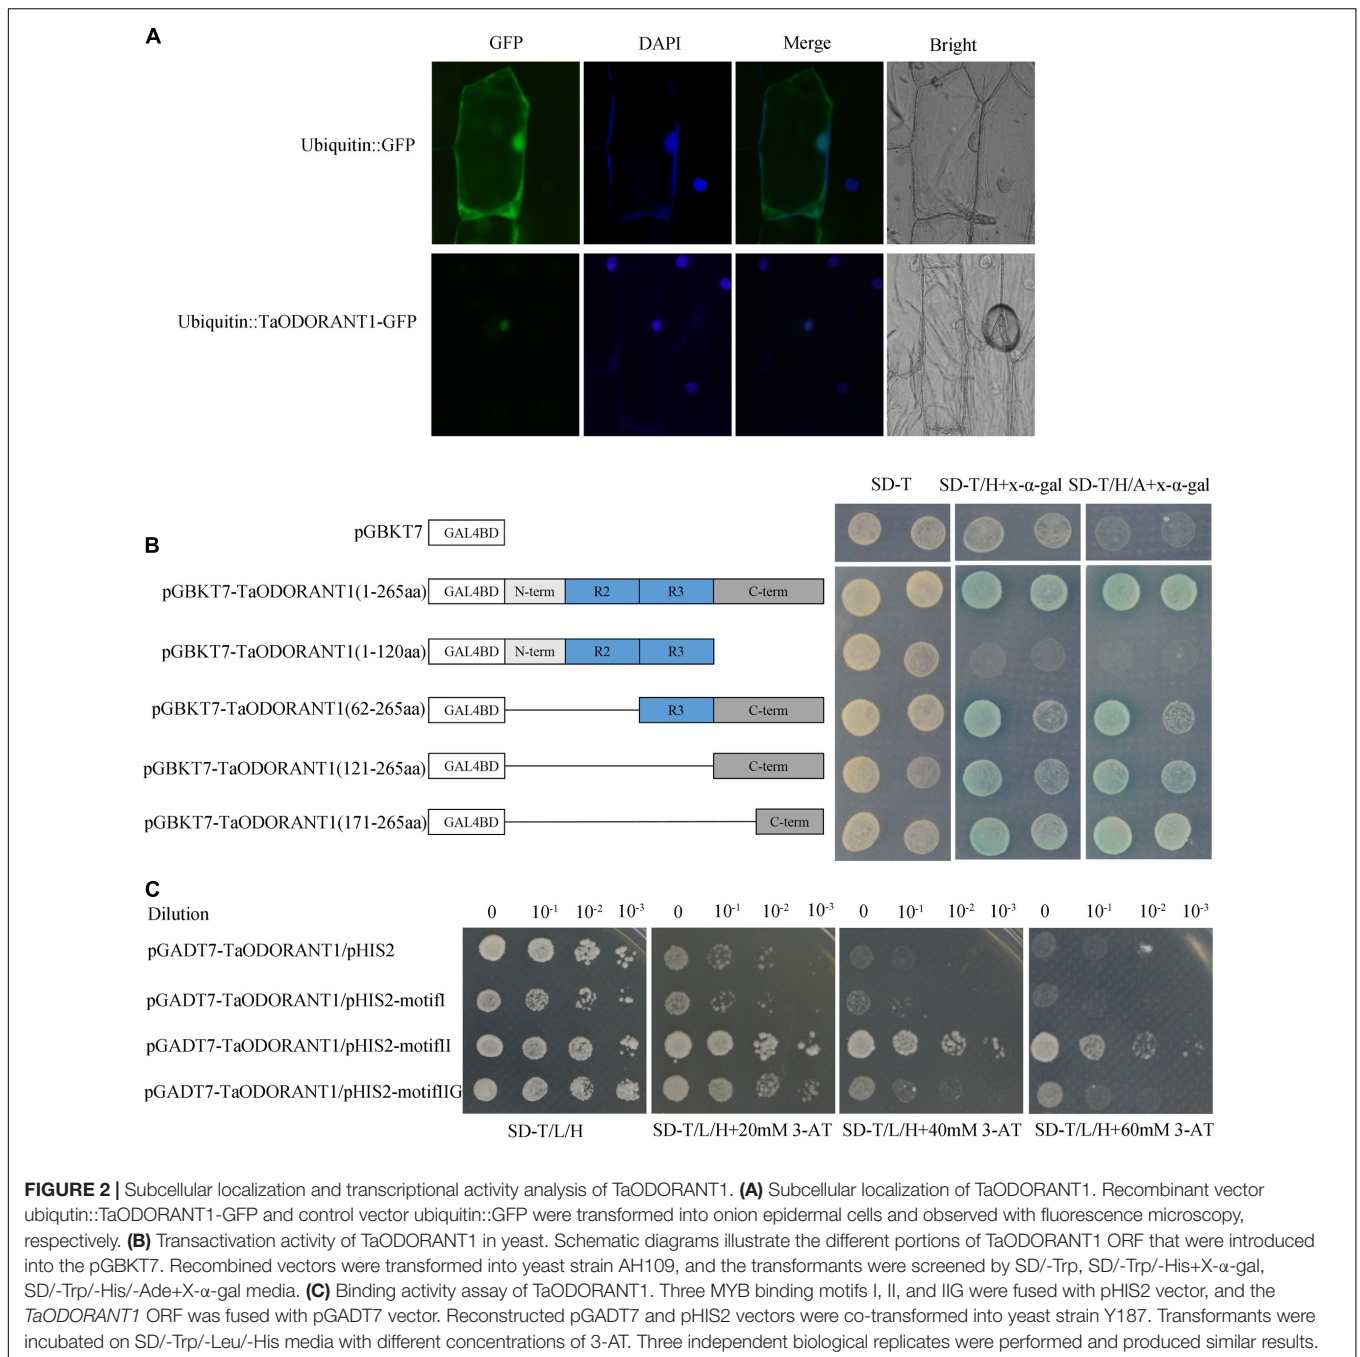 A
GFP DAPI Merge Bright
Ubiquitin::GFP
Ubiquitin::TaODORANT1-GFP
SD-T SD-T/H+x-α-gal SD-T/H/A+x-α-gal
B
pGBKT7 GAL4BD
pGBKT7-TaODORANT1(1-265aa) GAL4BD N-term R2 R3 C-term
pGBKT7-TaODORANT1(1-120aa) GAL4BD N-term R2 R3
pGBKT7-TaODORANT1(62-265aa) GAL4BD R3 C-term
pGBKT7-TaODORANT1(121-265aa) GAL4BD C-term
pGBKT7-TaODORANT1(171-265aa) GAL4BD C-term
C
Dilution 0 10⁻¹ 10⁻² 10⁻³ 0 10⁻¹ 10⁻² 10⁻³ 0 10⁻¹ 10⁻² 10⁻³ 0 10⁻¹ 10⁻² 10⁻³
pGADT7-TaODORANT1/pHIS2
pGADT7-TaODORANT1/pHIS2-motifI
pGADT7-TaODORANT1/pHIS2-motifII
pGADT7-TaODORANT1/pHIS2-motifIIG
SD-T/L/H SD-T/L/H+20mM 3-AT SD-T/L/H+40mM 3-AT SD-T/L/H+60mM 3-AT
FIGURE 2 | Subcellular localization and transcriptional activity analysis of TaODORANT1. (A) Subcellular localization of TaODORANT1. Recombinant vector
ubiqutin::TaODORANT1-GFP and control vector ubiquitin::GFP were transformed into onion epidermal cells and observed with fluorescence microscopy,
respectively. (B) Transactivation activity of TaODORANT1 in yeast. Schematic diagrams illustrate the different portions of TaODORANT1 ORF that were introduced
into the pGBKT7. Recombined vectors were transformed into yeast strain AH109, and the transformants were screened by SD/-Trp, SD/-Trp/-His+X-α-gal,
SD/-Trp/-His/-Ade+X-α-gal media. (C) Binding activity assay of TaODORANT1. Three MYB binding motifs I, II, and IIG were fused with pHIS2 vector, and the
TaODORANT1 ORF was fused with pGADT7 vector. Reconstructed pGADT7 and pHIS2 vectors were co-transformed into yeast strain Y187. Transformants were
incubated on SD/-Trp/-Leu/-His media with different concentrations of 3-AT. Three independent biological replicates were performed and produced similar results.